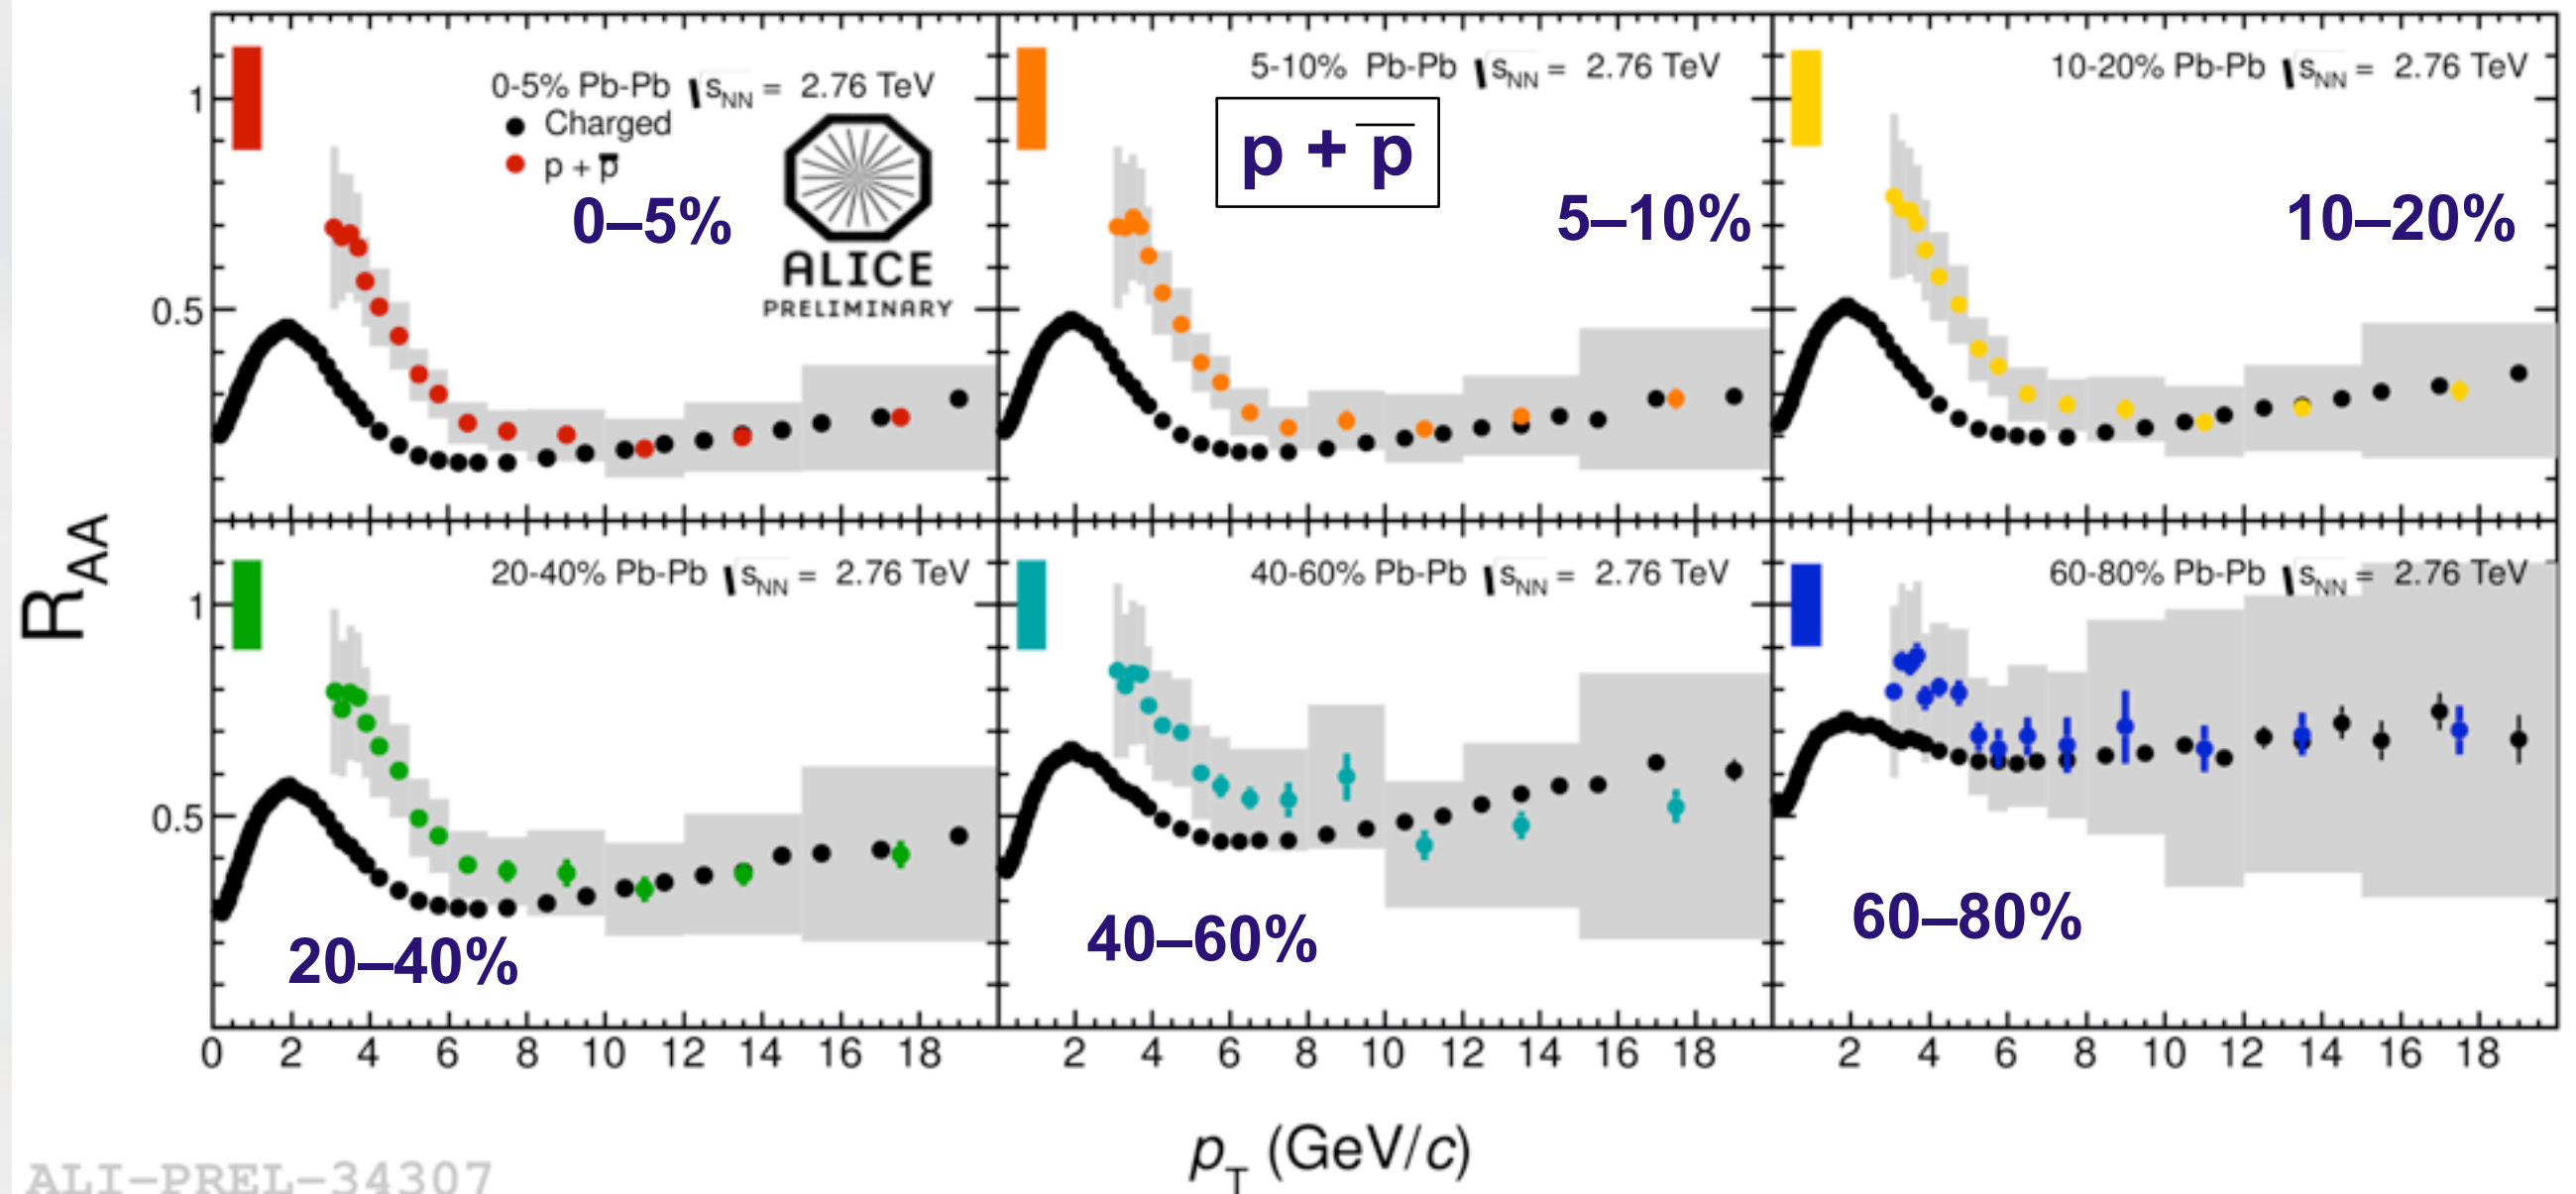 0-5% Pb-Pb √sNN = 2.76 TeV
Charged
p + p̅
0–5%
ALICE
PRELIMINARY
5-10% Pb-Pb √sNN = 2.76 TeV
p + p̅
5–10%
10-20% Pb-Pb √sNN = 2.76 TeV
10–20%
1
0.5
RAA
20-40% Pb-Pb √sNN = 2.76 TeV
20–40%
40-60% Pb-Pb √sNN = 2.76 TeV
40–60%
60-80% Pb-Pb √sNN = 2.76 TeV
60–80%
1
0.5
0 2 4 6 8 10 12 14 16 18 2 4 6 8 10 12 14 16 18 2 4 6 8 10 12 14 16 18
pT (GeV/c)
ALI-PREL-34307